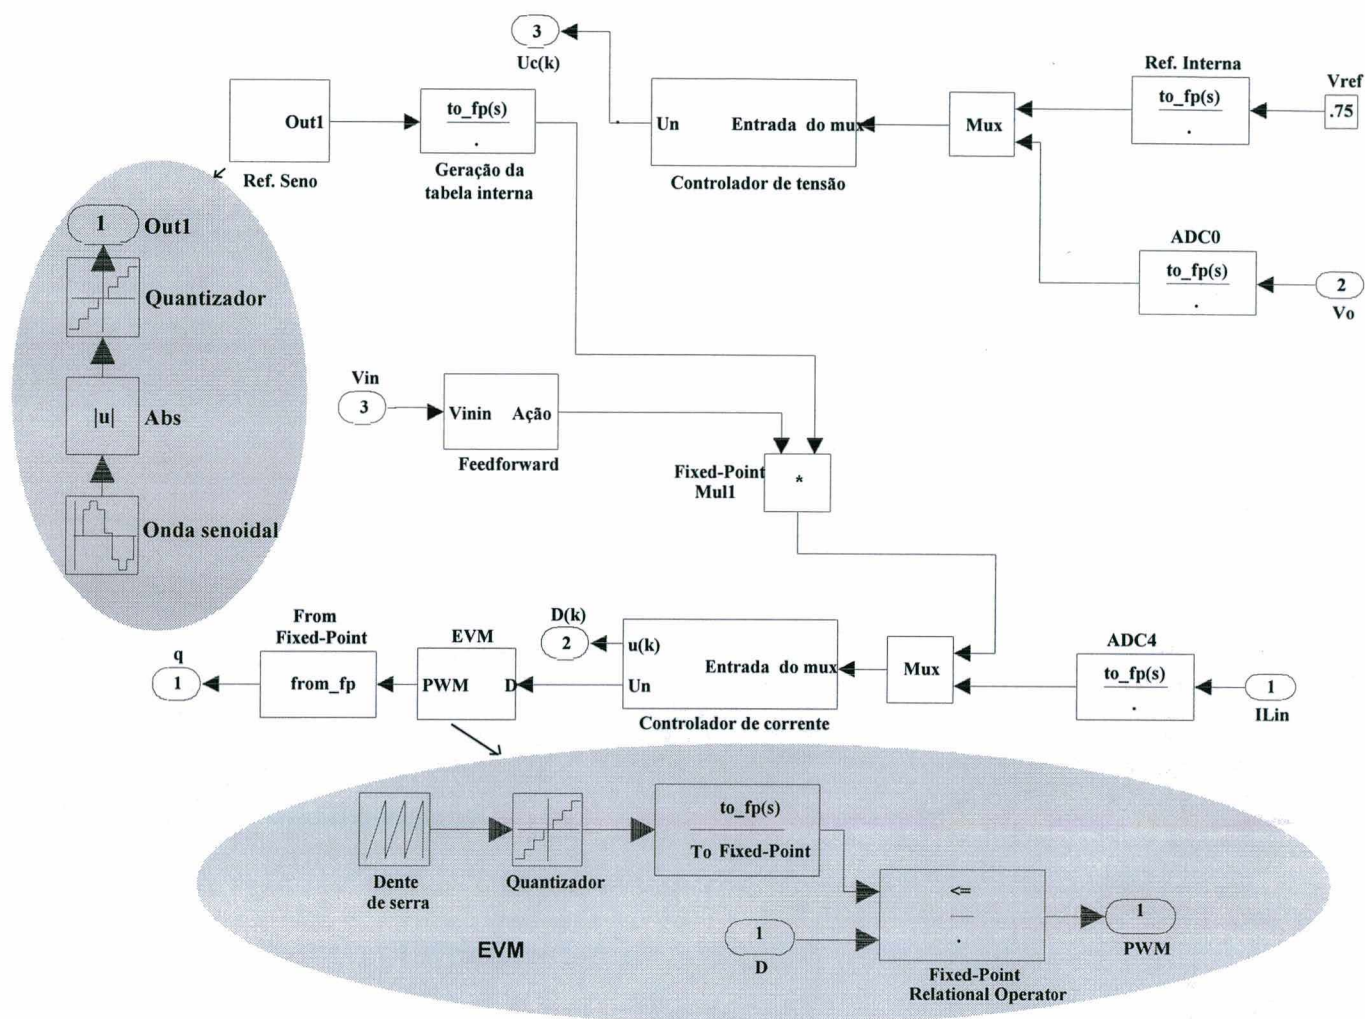 3
Uc(k)
Out1
Ref. Seno
to_fp(s)
.
Geração da
tabela interna
Un
Entrada do mux
Controlador de tensão
Mux
Ref. Interna
to_fp(s)
.
Vref
.75
ADC0
to_fp(s)
.
2
Vo
1
Out1
Quantizador
|u|
Abs
Onda senoidal
Vin
3
Vinin
Ação
Feedforward
Fixed-Point
Mul1
*
q
1
From
Fixed-Point
from_fp
EVM
PWM
D
D(k)
2
u(k)
Un
Entrada do mux
Controlador de corrente
Mux
ADC4
to_fp(s)
.
1
ILin
Dente
de serra
Quantizador
to_fp(s)
To Fixed-Point
1
D
<=
.
Fixed-Point
Relational Operator
1
PWM
EVM